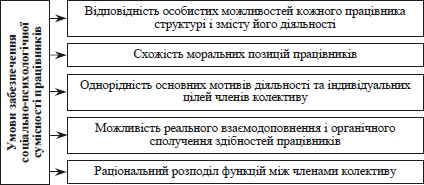 Умови забезпечення
соціально-психологічної
сумісності працівників
Відповідність особистих можливостей кожного працівника
структурі і змісту його діяльності
Схожість моральних позицій працівників
Однорідність основних мотивів діяльності та індивідуальних
цілей членів колективу
Можливість реального взаємодоповнення і органічного
сполучення здібностей працівників
Раціональний розподіл функцій між членами колективу